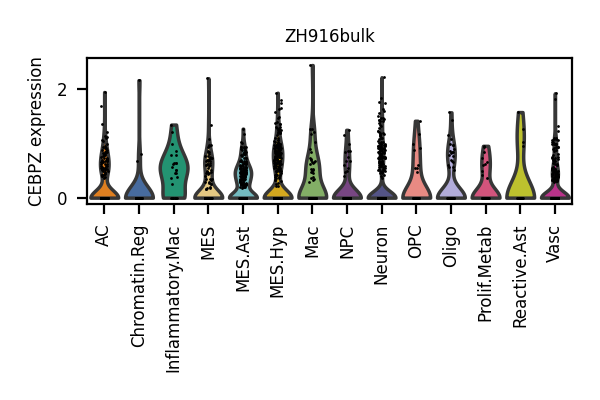 ZH916bulk
CEBPZ expression
2
0
AC
Chromatin.Reg
Inflammatory.Mac
MES
MES.Ast
MES.Hyp
Mac
NPC
Neuron
OPC
Oligo
Prolif.Metab
Reactive.Ast
Vasc